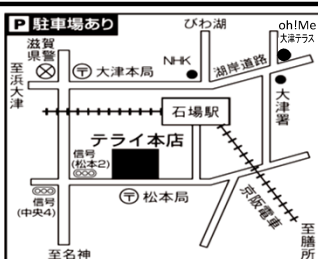 P 駐車場あり
びわ湖
oh!Me
大津テラス
滋賀
県警
NHK
湖岸道路
〒大津本局
至浜大津
大津署
石場駅
テライ本店
信号
(松本2)
〒松本局
信号
(中央4)
京阪電車
至膳所
至名神